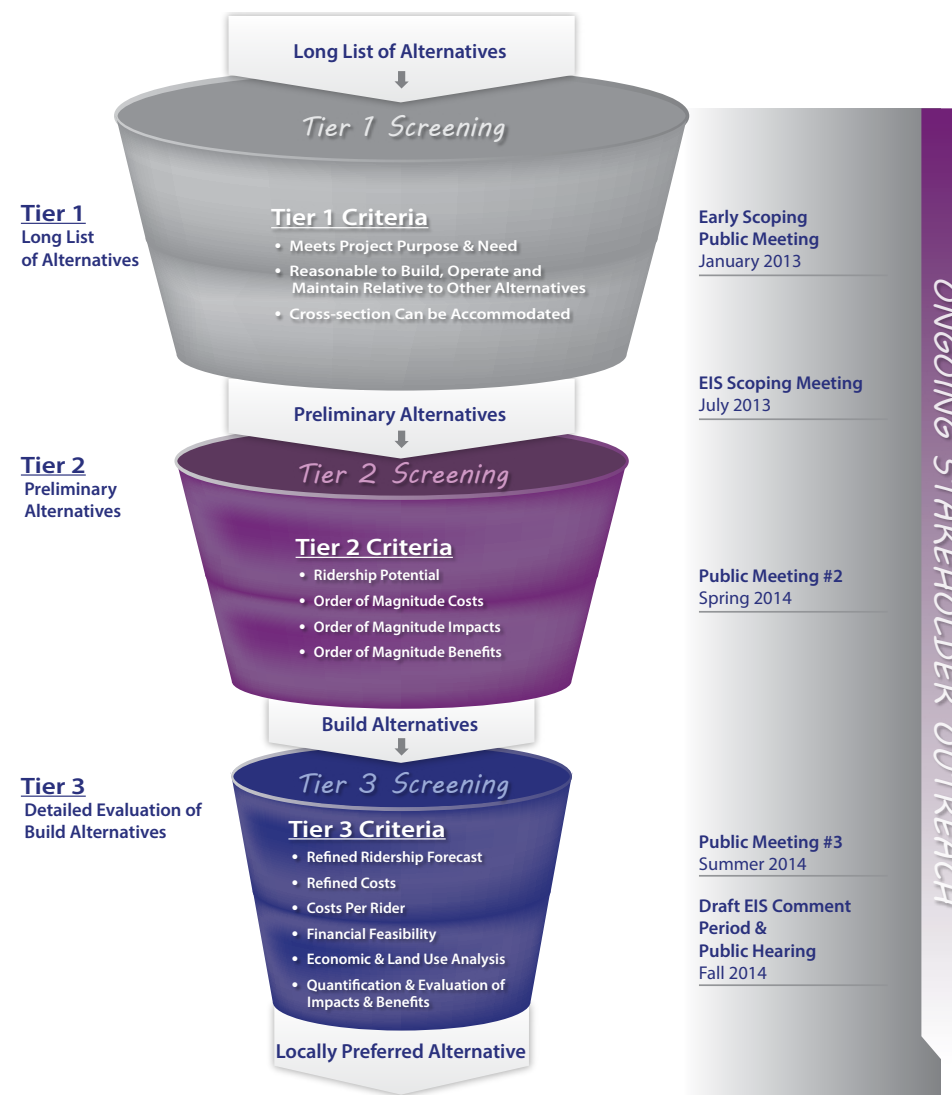 Long List of Alternatives
Tier 1 Screening
Tier 1
Long List
of Alternatives
Tier 1 Criteria
• Meets Project Purpose & Need
• Reasonable to Build, Operate and
Maintain Relative to Other Alternatives
• Cross-section Can be Accommodated
Early Scoping
Public Meeting
January 2013
EIS Scoping Meeting
July 2013
Preliminary Alternatives
Tier 2 Screening
Tier 2
Preliminary
Alternatives
Tier 2 Criteria
• Ridership Potential
• Order of Magnitude Costs
• Order of Magnitude Impacts
• Order of Magnitude Benefits
Public Meeting #2
Spring 2014
Build Alternatives
Tier 3 Screening
Tier 3
Detailed Evaluation of
Build Alternatives
Tier 3 Criteria
• Refined Ridership Forecast
• Refined Costs
• Costs Per Rider
• Financial Feasibility
• Economic & Land Use Analysis
• Quantification & Evaluation of
Impacts & Benefits
Public Meeting #3
Summer 2014
Draft EIS Comment
Period &
Public Hearing
Fall 2014
Locally Preferred Alternative
ONGOING STAKEHOLDER OUTREACH